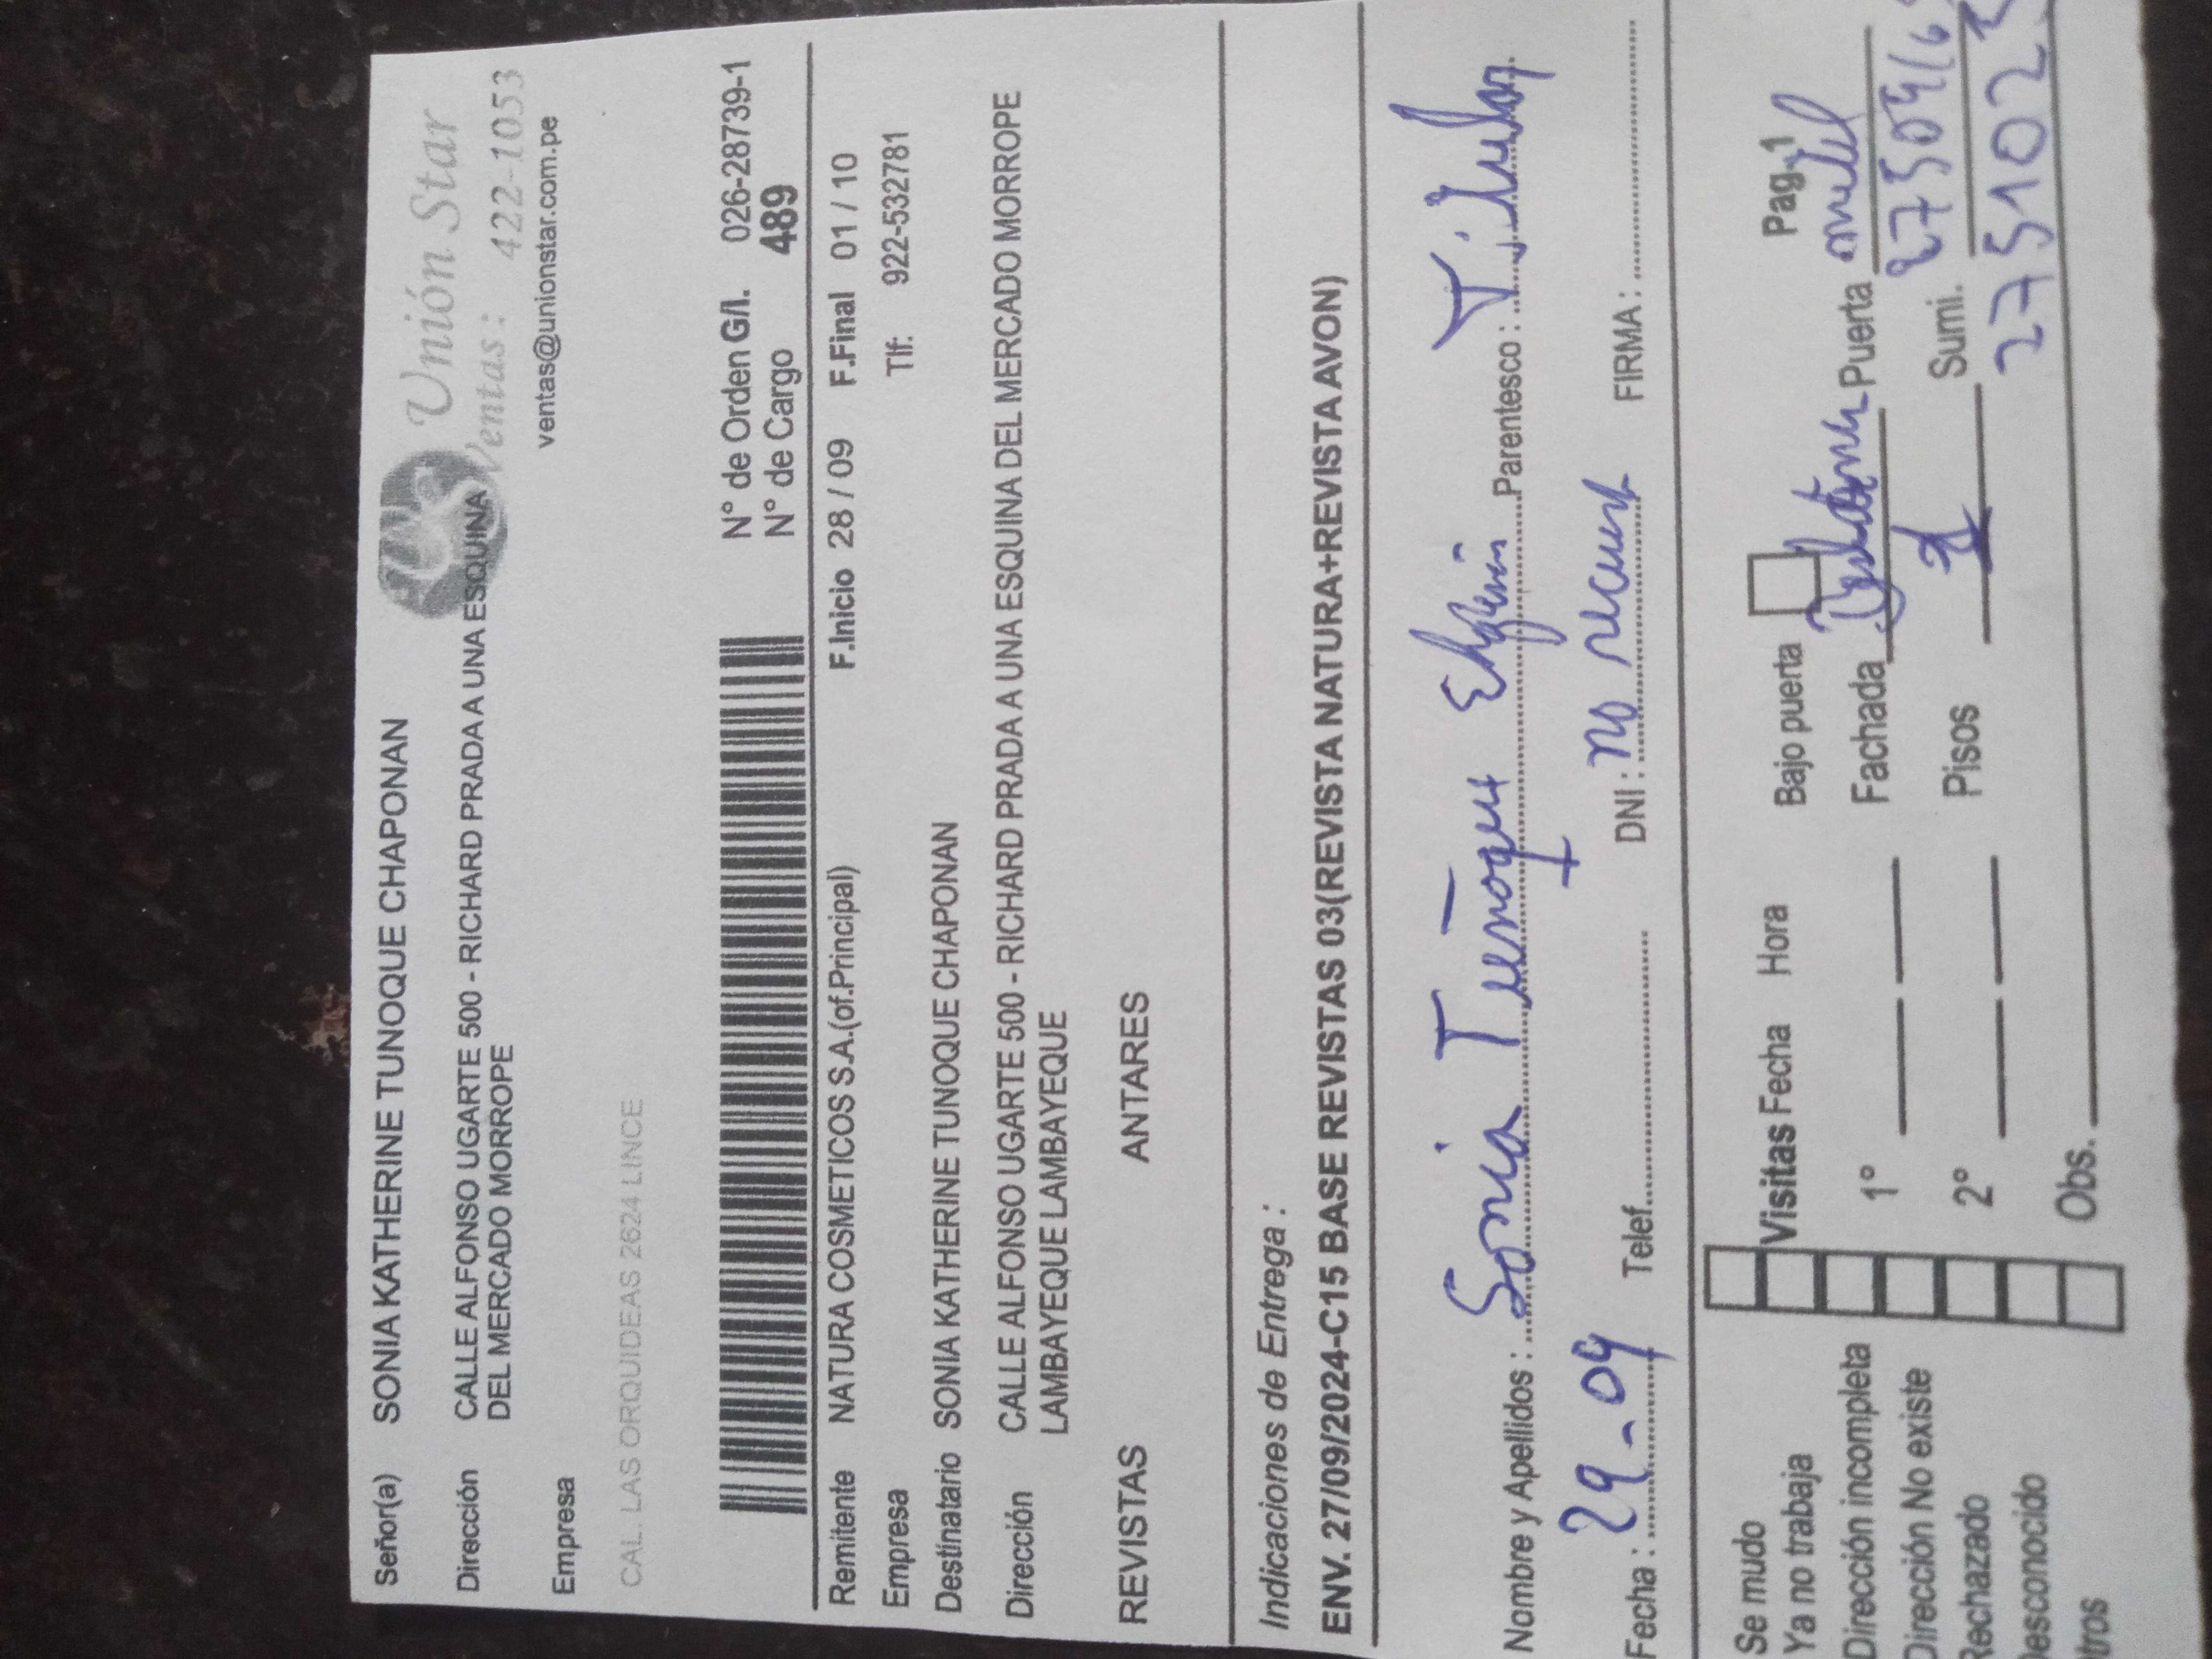 Señor(a) SONIA KATHERINE TUNOQUE CHAPONAN
Unión Star
Ventas: 422-1053
ventas@unionstar.com.pe
Dirección CALLE ALFONSO UGARTE 500 - RICHARD PRADA A UNA ESQUINA
DEL MERCADO MORROPE
Empresa
CAL. LAS ORQUIDEAS 2624 LINCE
N° de Orden G/I. 026-28739-1
N° de Cargo 489
Remitente NATURA COSMETICOS S.A.(of.Principal) F.Inicio 28 / 09 F.Final 01 / 10
Empresa Tlf: 922-532781
Destinatario SONIA KATHERINE TUNOQUE CHAPONAN
Dirección CALLE ALFONSO UGARTE 500 - RICHARD PRADA A UNA ESQUINA DEL MERCADO MORROPE
LAMBAYEQUE LAMBAYEQUE
REVISTAS ANTARES
Indicaciones de Entrega :
ENV. 27/09/2024-C15 BASE REVISTAS 03(REVISTA NATURA+REVISTA AVON)
Nombre y Apellidos : Sonia Parentesco : Titular
Fecha : 29-09 Telef. DNI : no FIRMA :
Se mudo
Ya no trabaja
Dirección incompleta
Dirección No existe
Rechazado
Desconocido
tros
Visitas Fecha Hora Bajo puerta Pag. 1
1° Fachada Puerta
2° Pisos Sumi.
Obs.